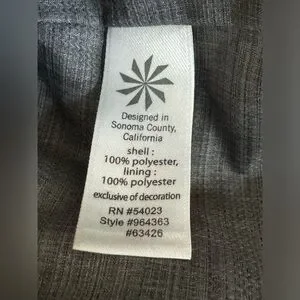 Designed in
Sonoma County,
California
shell :
100% polyester,
lining :
100% polyester
exclusive of decoration
RN #54023
Style #964363
#63426